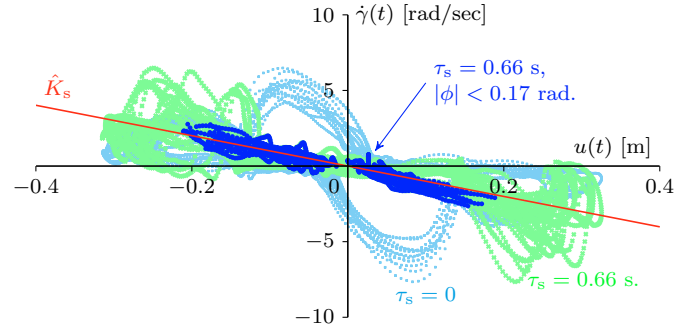 10
γ̇(t) [rad/sec]
τₛ = 0.66 s,
|ϕ| < 0.17 rad.
K̂ₛ
5
u(t) [m]
−0.4
−0.2
0
0.2
0.4
−5
τₛ = 0
τₛ = 0.66 s.
−10